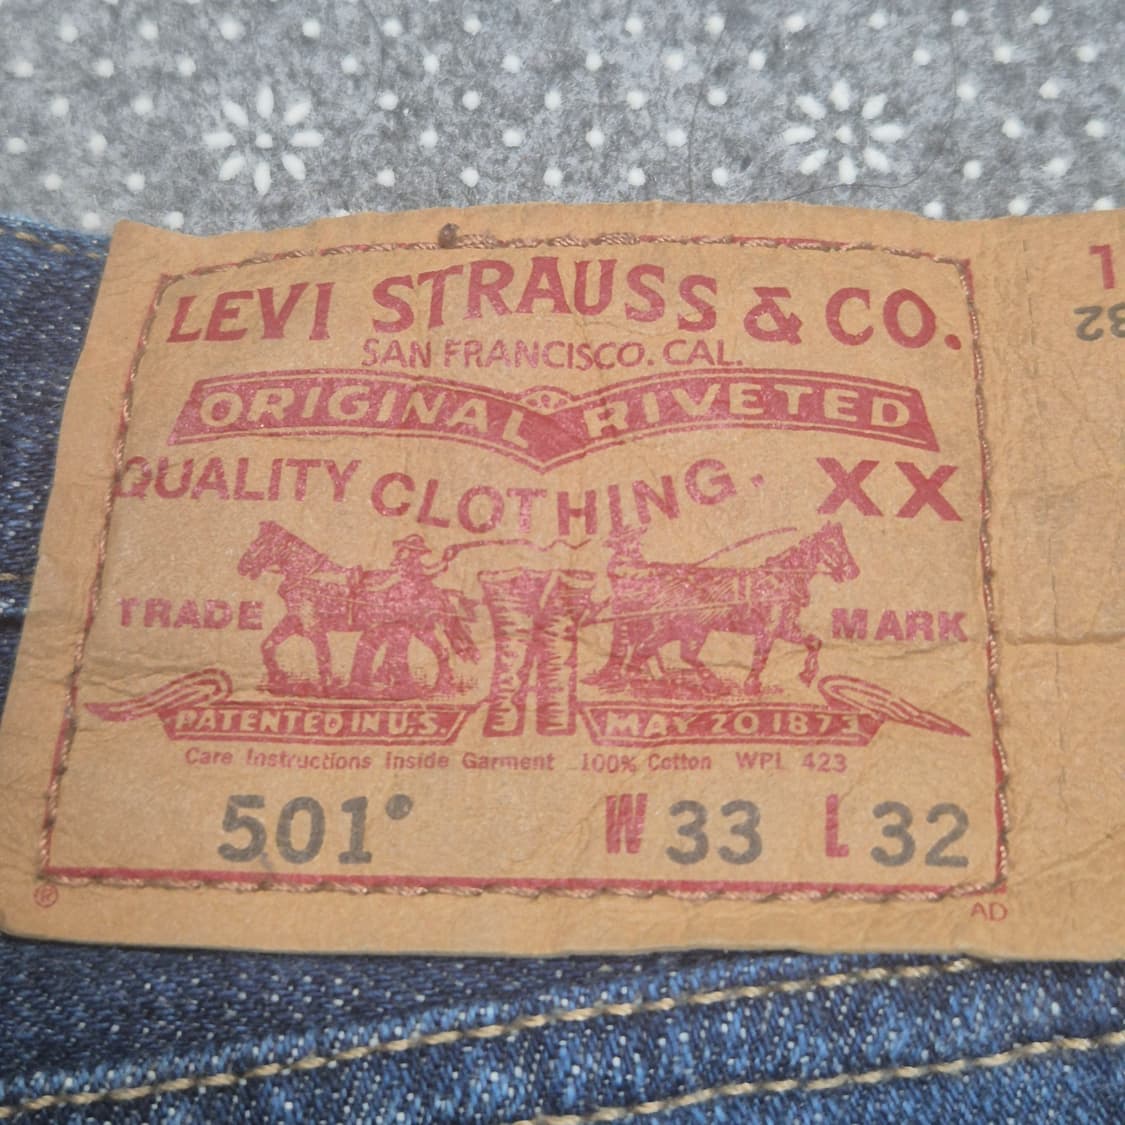 LEVI STRAUSS & CO.
SAN FRANCISCO. CAL.
ORIGINAL RIVETED
QUALITY CLOTHING. XX
TRADE MARK
PATENTED IN U.S. MAY 20 1873
Care Instructions Inside Garment 100% Cotton WPL 423
501® W 33 L 32
® AD
L
32